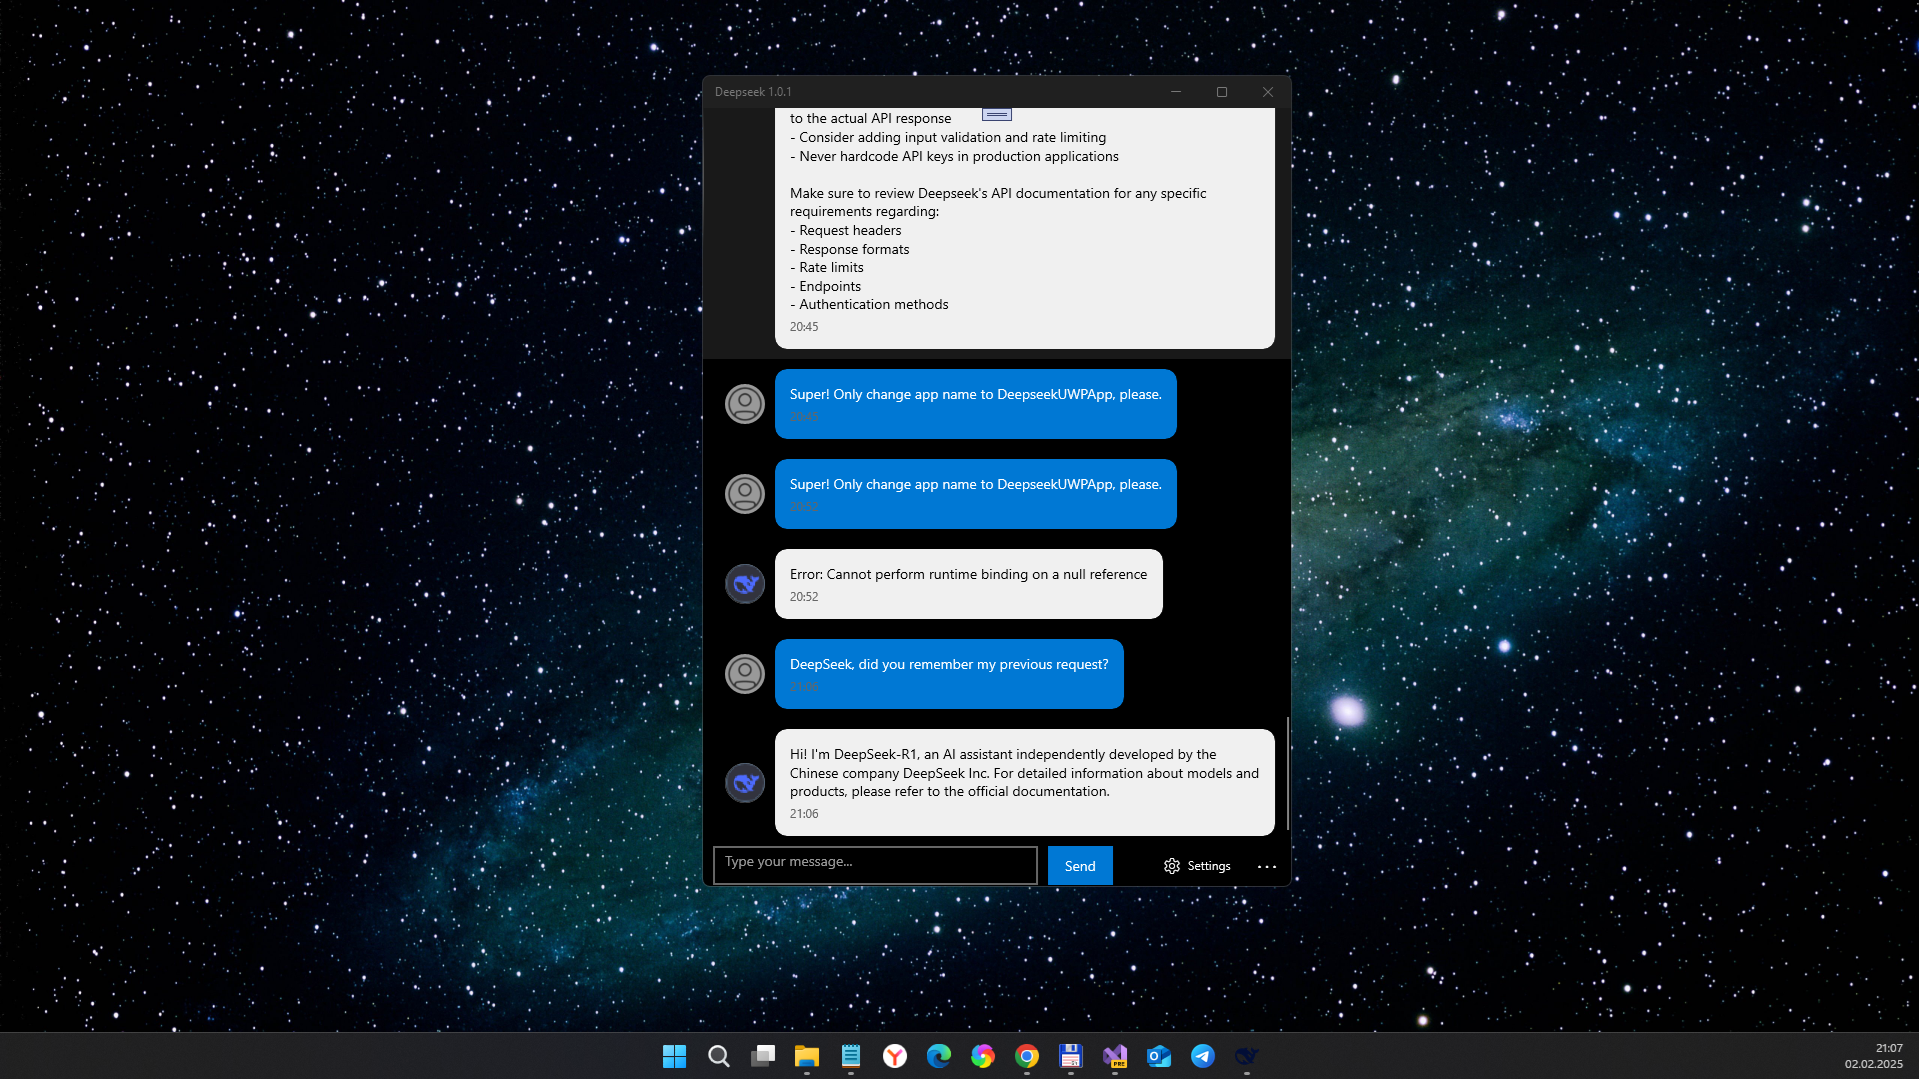 Deepseek 1.0.1
to the actual API response
- Consider adding input validation and rate limiting
- Never hardcode API keys in production applications
Make sure to review Deepseek's API documentation for any specific
requirements regarding:
- Request headers
- Response formats
- Rate limits
- Endpoints
- Authentication methods
20:45
Super! Only change app name to DeepseekUWPApp, please.
Super! Only change app name to DeepseekUWPApp, please.
Error: Cannot perform runtime binding on a null reference
20:52
DeepSeek, did you remember my previous request?
Hi! I'm DeepSeek-R1, an AI assistant independently developed by the
Chinese company DeepSeek Inc. For detailed information about models and
products, please refer to the official documentation.
21:06
Type your message...
Send
Settings
PRE
21:07
02.02.2025